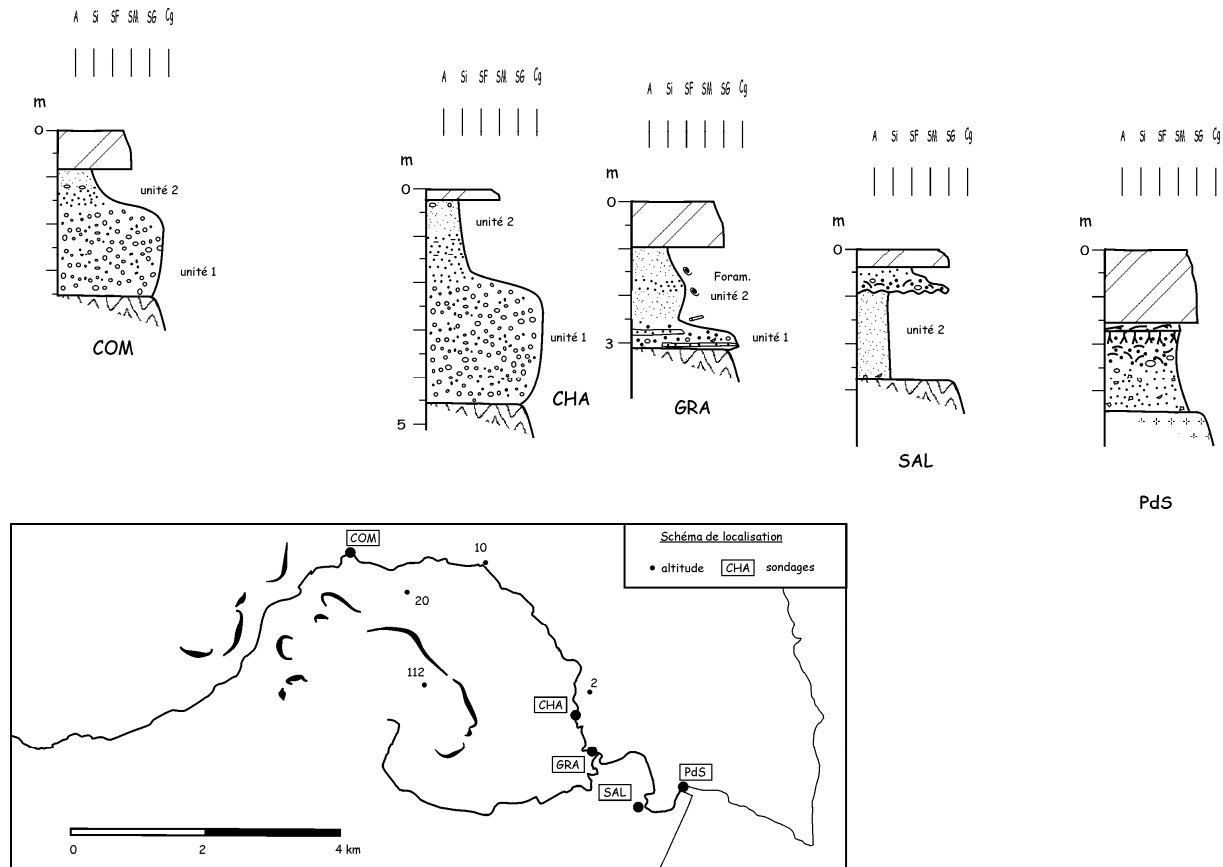 A Si SF SM SG Cg
m
0
unité 2
unité 1
COM
A Si SF SM SG Cg
m
0
unité 2
unité 1
5
CHA
A Si SF SM SG Cg
m
0
Foram.
unité 2
unité 1
3
GRA
A Si SF SM SG Cg
m
0
unité 2
SAL
A Si SF SM SG Cg
m
0
PdS
Schéma de localisation
altitude CHA sondages
COM
10
20
112
2
CHA
GRA
SAL
PdS
0 2 4 km